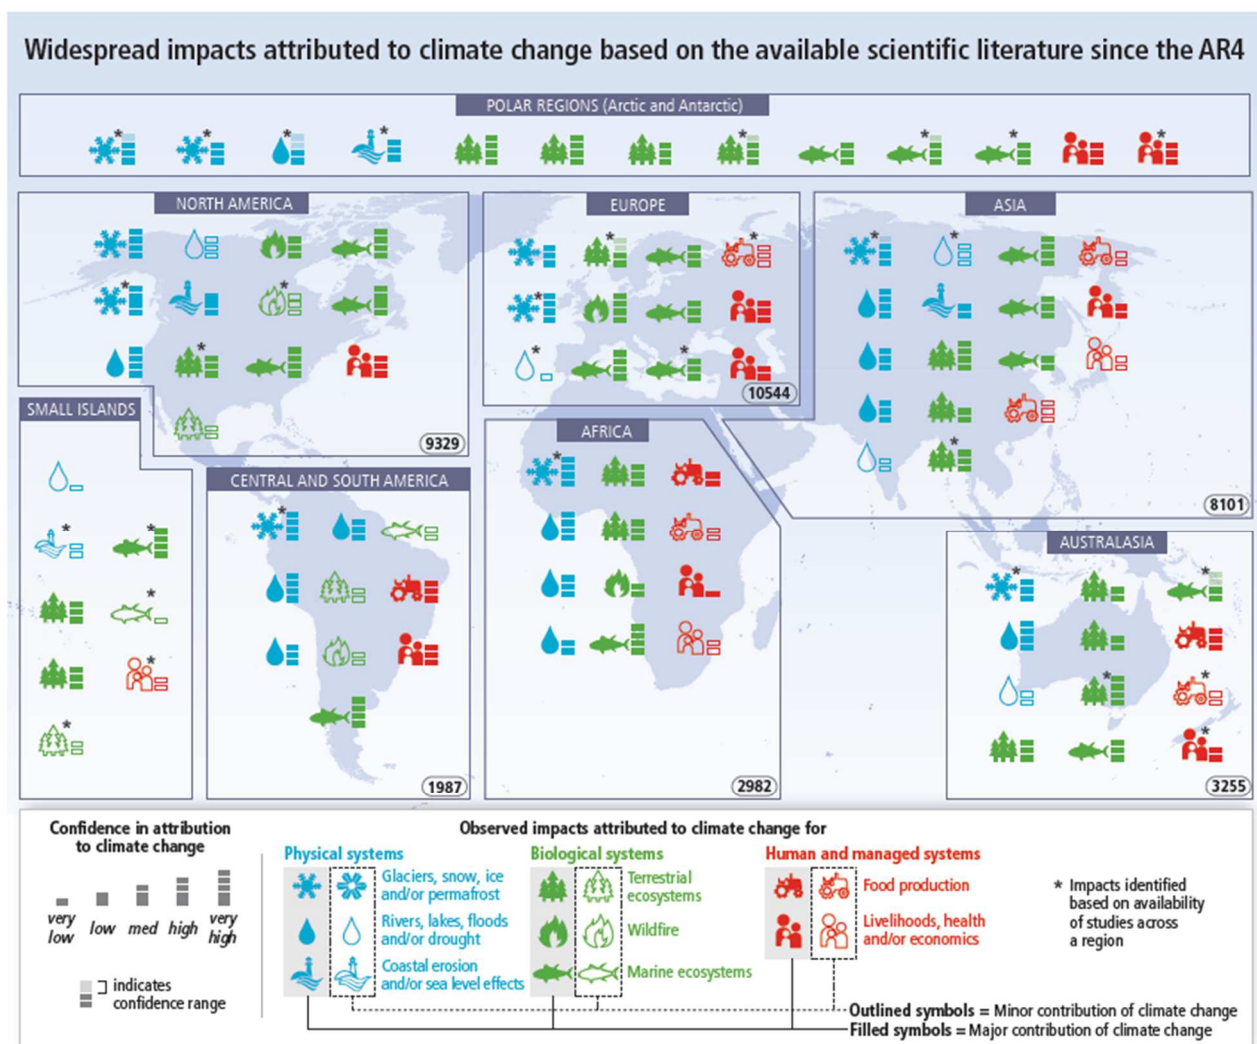 Widespread impacts attributed to climate change based on the available scientific literature since the AR4
POLAR REGIONS (Arctic and Antarctic)
NORTH AMERICA
EUROPE
ASIA
10544
SMALL ISLANDS
AFRICA
9329
CENTRAL AND SOUTH AMERICA
8101
AUSTRALASIA
1987
2982
3255
Confidence in attribution
to climate change
very
low
low
med
high
very
high
indicates
confidence range
Observed impacts attributed to climate change for
Physical systems
Glaciers, snow, ice
and/or permafrost
Rivers, lakes, floods
and/or drought
Coastal erosion
and/or sea level effects
Biological systems
Terrestrial
ecosystems
Wildfire
Marine ecosystems
Human and managed systems
Food production
Livelihoods, health
and/or economics
* Impacts identified
based on availability
of studies across
a region
Outlined symbols = Minor contribution of climate change
Filled symbols = Major contribution of climate change